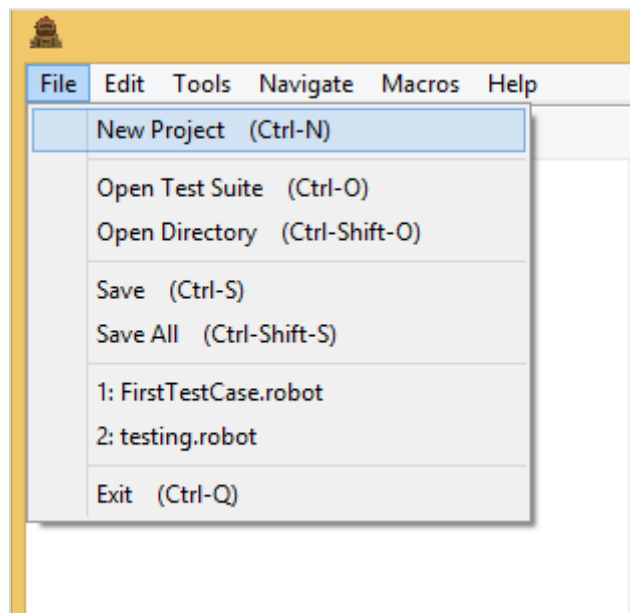 File Edit Tools Navigate Macros Help
New Project (Ctrl-N)
Open Test Suite (Ctrl-O)
Open Directory (Ctrl-Shift-O)
Save (Ctrl-S)
Save All (Ctrl-Shift-S)
1: FirstTestCase.robot
2: testing.robot
Exit (Ctrl-Q)